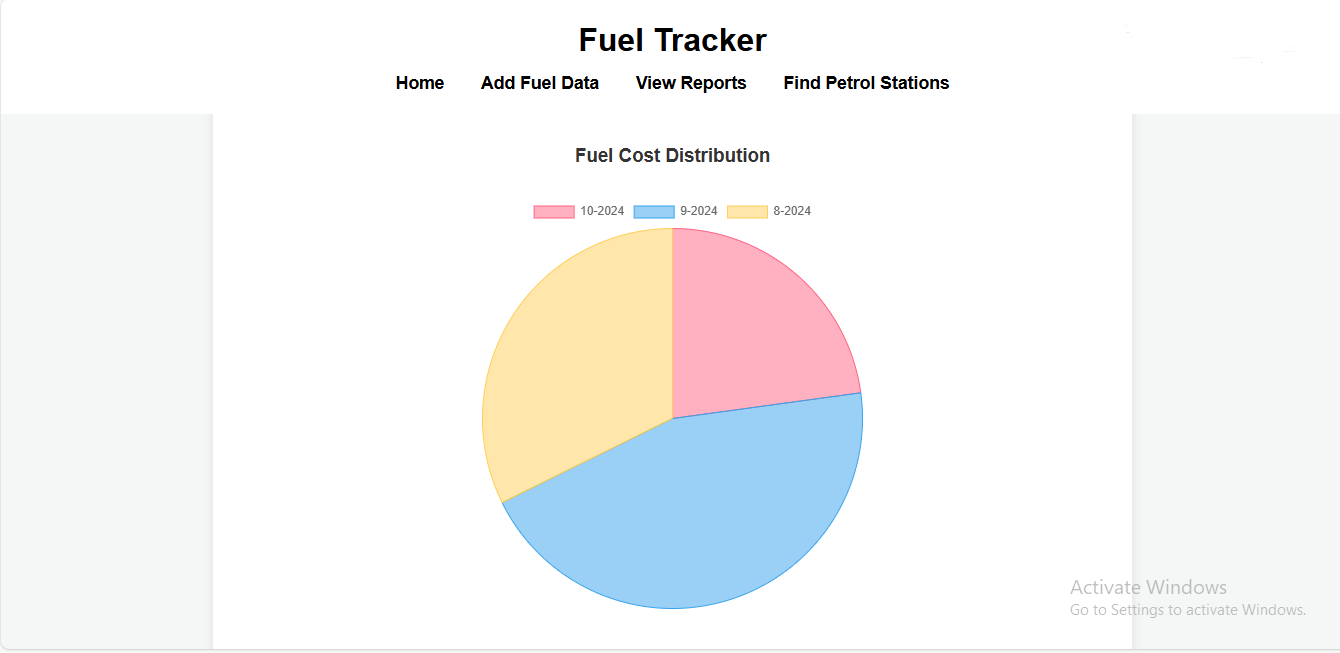 Fuel Tracker
Home Add Fuel Data View Reports Find Petrol Stations
Fuel Cost Distribution
10-2024 9-2024 8-2024
Activate Windows
Go to Settings to activate Windows.